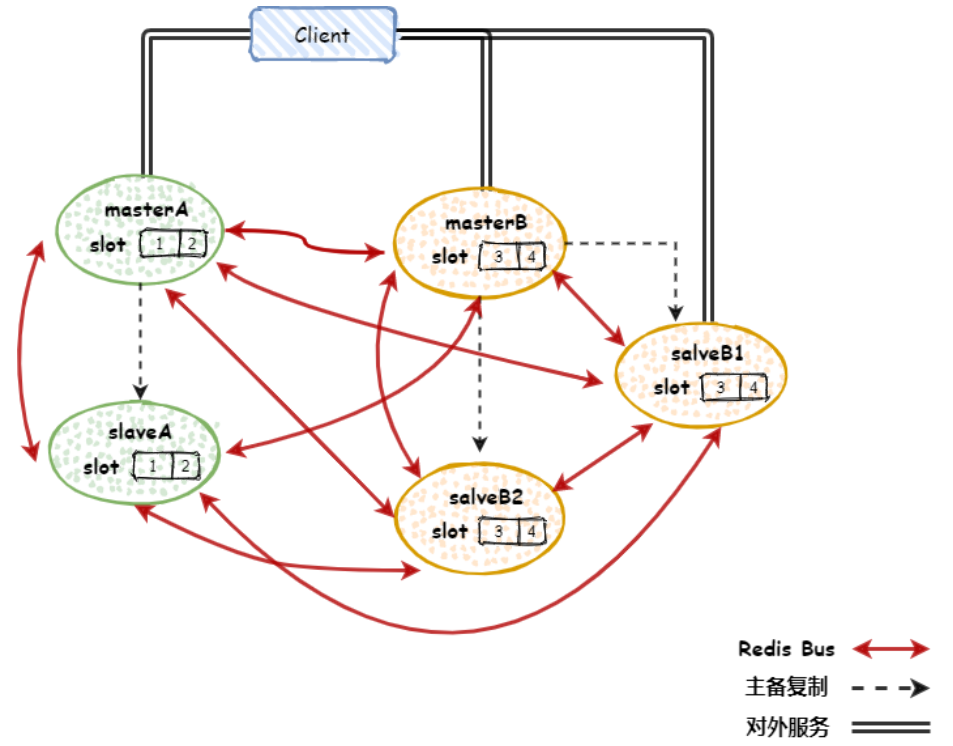 Client
masterA
slot 1 2
masterB
slot 3 4
salveB1
slot 3 4
slaveA
slot 1 2
salveB2
slot 3 4
Redis Bus
主备复制
对外服务